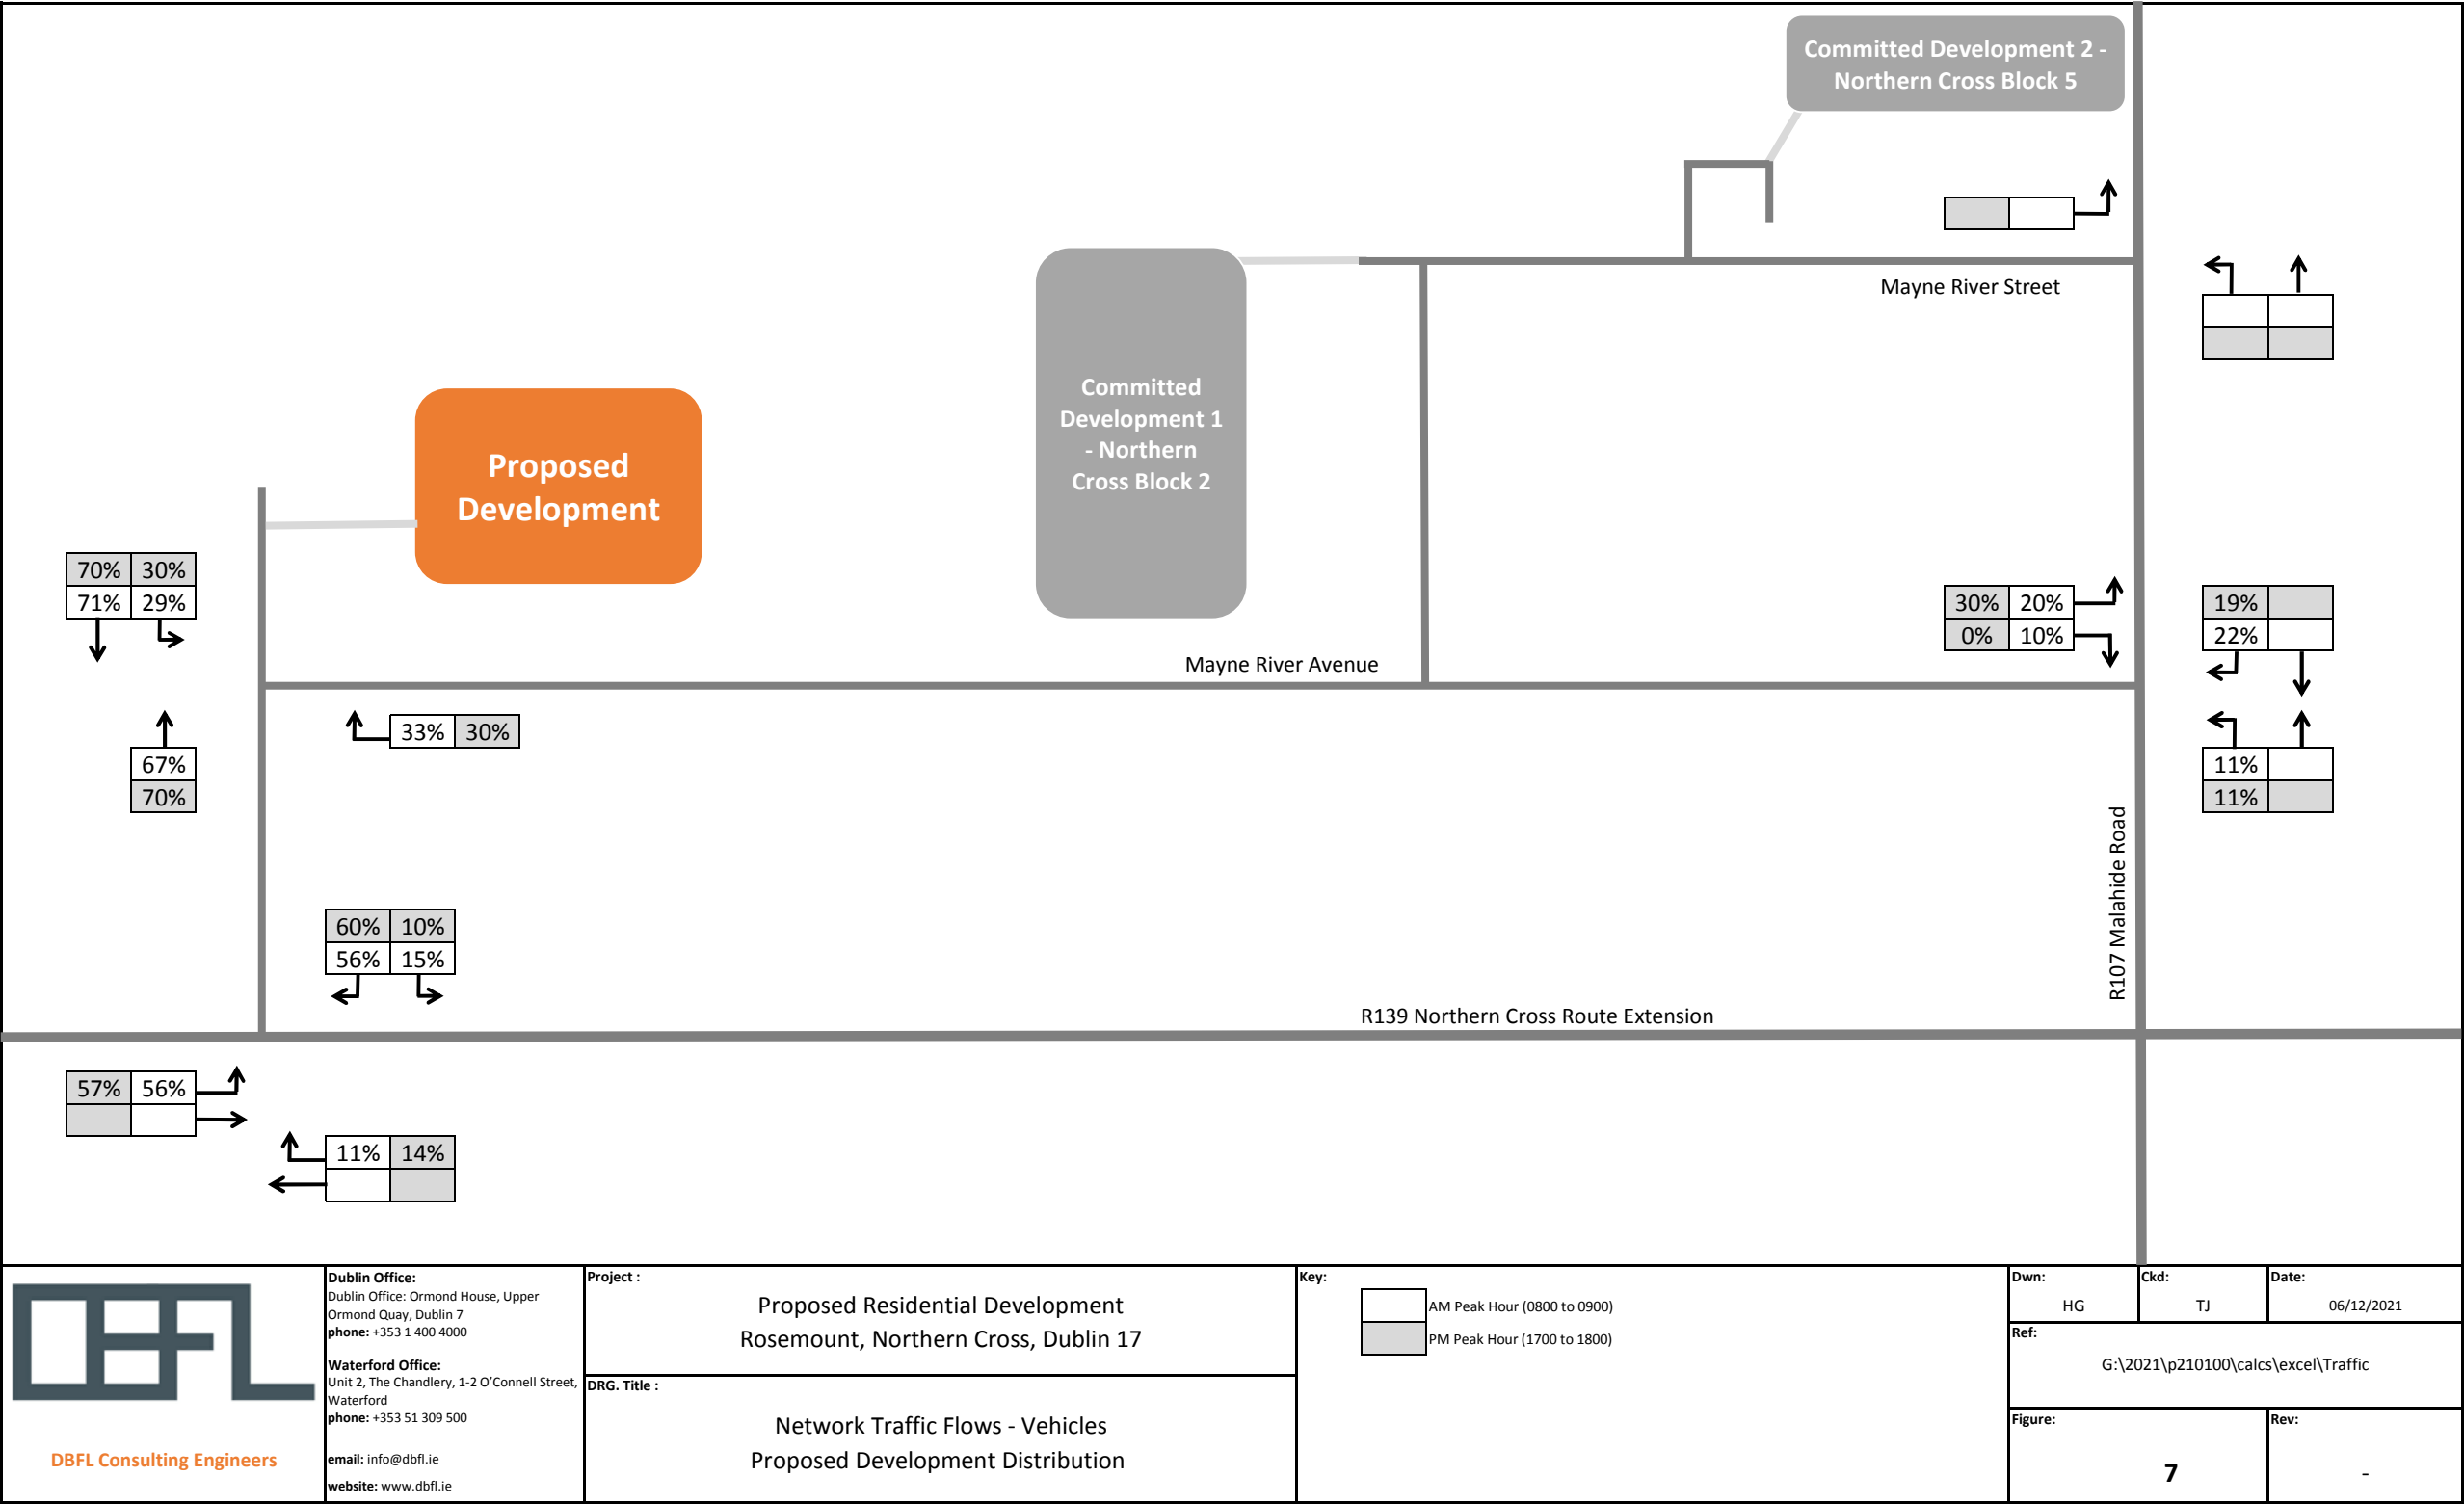 Committed Development 2 -
Northern Cross Block 5
Mayne River Street
Committed
Development 1
- Northern
Cross Block 2
Proposed
Development
70% 30%
71% 29%
30% 20%
0% 10%
19%
22%
Mayne River Avenue
33% 30%
67%
70%
11%
11%
R107 Malahide Road
60% 10%
56% 15%
R139 Northern Cross Route Extension
57% 56%
11% 14%
DBFL
DBFL Consulting Engineers
Dublin Office:
Dublin Office: Ormond House, Upper
Ormond Quay, Dublin 7
phone: +353 1 400 4000
Waterford Office:
Unit 2, The Chandlery, 1-2 O'Connell Street,
Waterford
phone: +353 51 309 500
email: info@dbfl.ie
website: www.dbfl.ie
Project :
Proposed Residential Development
Rosemount, Northern Cross, Dublin 17
DRG. Title :
Network Traffic Flows - Vehicles
Proposed Development Distribution
Key:
AM Peak Hour (0800 to 0900)
PM Peak Hour (1700 to 1800)
Dwn:
HG
Ckd:
TJ
Date:
06/12/2021
Ref:
G:\2021\p210100\calcs\excel\Traffic
Figure:
7
Rev:
-